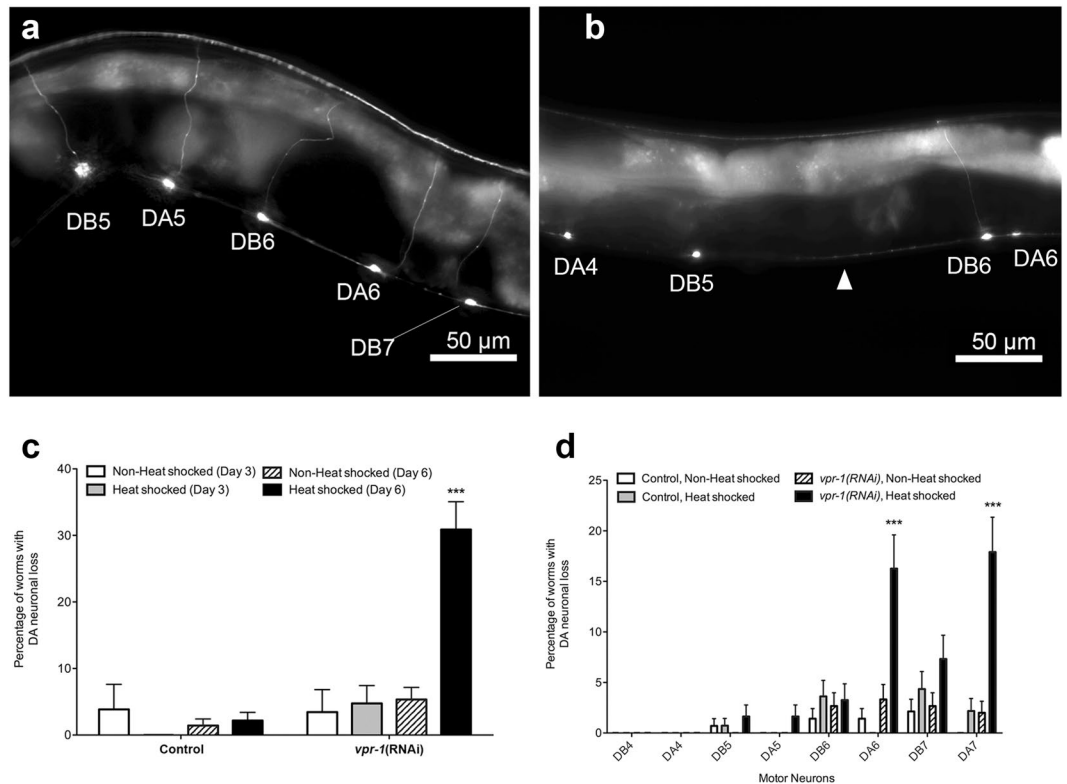 a
DB5
DA5
DB6
DA6
DB7
50 µm
b
DA4
DB5
DB6
DA6
50 µm
c
Non-Heat shocked (Day 3)
Non-Heat shocked (Day 6)
Heat shocked (Day 3)
Heat shocked (Day 6)
Percentage of worms with
DA neuronal loss
40
30
20
10
0
***
Control
vpr-1(RNAi)
d
Control, Non-Heat shocked
vpr-1(RNAi), Non-Heat shocked
Control, Heat shocked
vpr-1(RNAi), Heat shocked
Percentage of worms with
DA neuronal loss
25
20
15
10
5
0
***
***
DB4
DA4
DB5
DA5
DB6
DA6
DB7
DA7
Motor Neurons